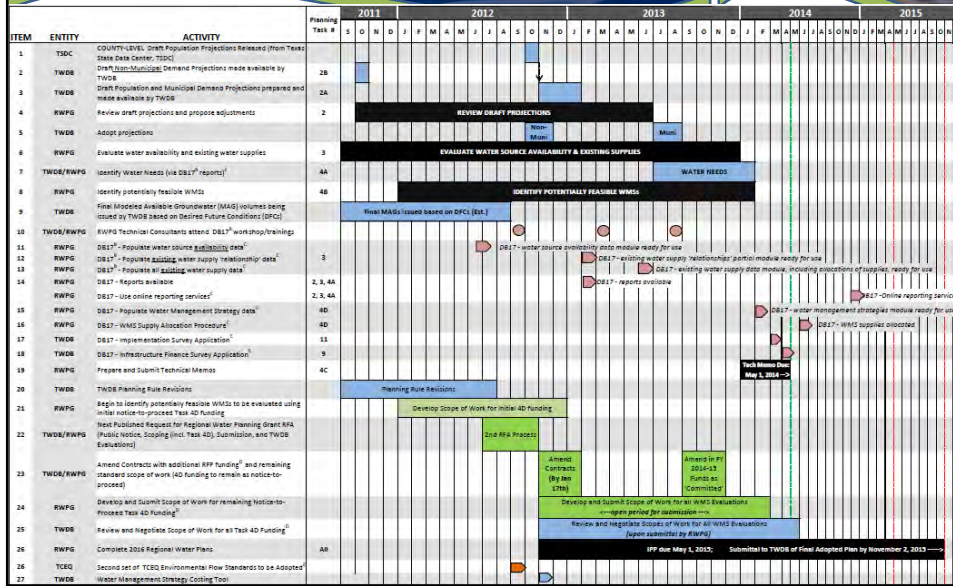 2011 2012 2013 2014 2015
ITEM ENTITY ACTIVITY Planning Task #
S O N D J F M A M J J A S O N D J F M A M J J A S O N D J F M A M J J A S O N D J F M A M J J A S O N
1 TSDC COUNTY-LEVEL Draft Population Projections Released (from Texas
State Data Center, TSDC)
2 TWDB Draft Non-Municipal Demand Projections made available by
TWDB 2B
3 TWDB Draft Population and Municipal Demand Projections prepared and
made available by TWDB 2A
4 RWPG Review draft projections and propose adjustments 2 REVIEW DRAFT PROJECTIONS
5 TWDB Adopt projections Non-
Muni Muni
6 RWPG Evaluate water availability and existing water supplies 3 EVALUATE WATER SOURCE AVAILABILITY & EXISTING SUPPLIES
7 TWDB/RWPG Identify Water Needs (via DB17 reports) 4A WATER NEEDS
8 RWPG Identify potentially feasible WMSs 4B IDENTIFY POTENTIALLY FEASIBLE WMSs
9 TWDB Final Modeled Available Groundwater (MAG) volumes being
issued by TWDB based on Desired Future Conditions (DFCs) Final MAGs issued based on DFCs (Est.)
10 TWDB/RWPG RWPG Technical Consultants attend DB17 workshop/trainings
11 RWPG DB17 - Populate water source availability data DB17 - water source availability data module ready for use
12 RWPG DB17 - Populate existing water supply 'relationship' data 3 DB17 - existing water supply 'relationships' partial module ready for use
13 RWPG DB17 - Populate all existing water supply data DB17 - existing water supply data module, including allocations of supplies, ready for use
14 RWPG DB17 - Reports available 2, 3, 4A DB17 - reports available
RWPG DB17 - Use online reporting services 2, 3, 4A DB17 -Online reporting servic
15 RWPG DB17 - Populate Water Management Strategy data 4D DB17 - water management strategies module ready for use
16 RWPG DB17 - WMS Supply Allocation Procedure 4D DB17 - WMS supplies allocated
17 TWDB DB17 - Implementation Survey Application 11
18 TWDB DB17 - Infrastructure Finance Survey Application 9
19 RWPG Prepare and Submit Technical Memos 4C Tech Memo Due:
May 1, 2014 -->
20 TWDB TWDB Planning Rule Revisions Planning Rule Revisions
21 RWPG Begin to identify potentially feasible WMSs to be evaluated using
initial notice-to-proceed Task 4D funding Develop Scope of Work for Initial 4D funding
22 TWDB/RWPG Next Published Request for Regional Water Planning Grant RFA
(Public Notice, Scoping (incl. Task 4D), Submission, and TWDB
Evaluations) 2nd RFA Process
23 TWDB/RWPG Amend Contracts with additional RFP funding and remaining
standard scope of work (4D funding to remain as notice-to-
proceed)
Amend
Contracts
(By Jan
17th)
Amend in FY
2014-15
Funds as
'Committed'
24 RWPG Develop and Sumbit Scope of Work for remaining Notice-to-
Proceed Task 4D Funding
Develop and Submit Scope of Work for all WMS Evaluations
<---open period for submission --->
25 TWDB Review and Negotiate Scope of Work for all Task 4D Funding
Review and Negotiate Scopes of Work for All WMS Evaluations
(upon submittal by RWPG)
26 RWPG Complete 2016 Regional Water Plans AR IPP due May 1, 2015; Submitted to TWDB of Final Adopted Plan by November 2, 2015 ---->
26 TCEQ Second set of TCEQ Environmental Flow Standards to be Adopted
27 TWDB Water Management Strategy Costing Tool